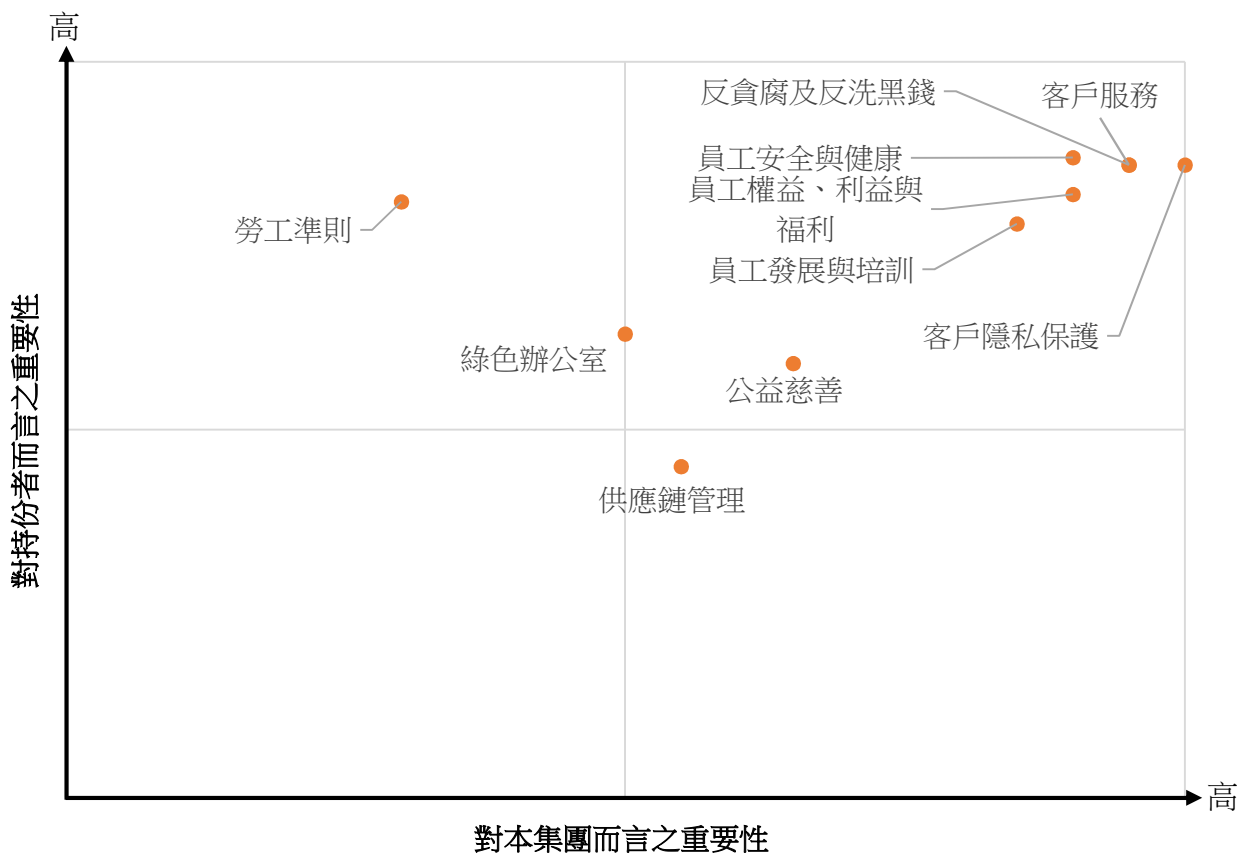 高
反貪腐及反洗黑錢
客戶服務
員工安全與健康
員工權益、利益與
福利
勞工準則
員工發展與培訓
客戶隱私保護
綠色辦公室
公益慈善
供應鏈管理
對持份者而言之重要性
高
對本集團而言之重要性